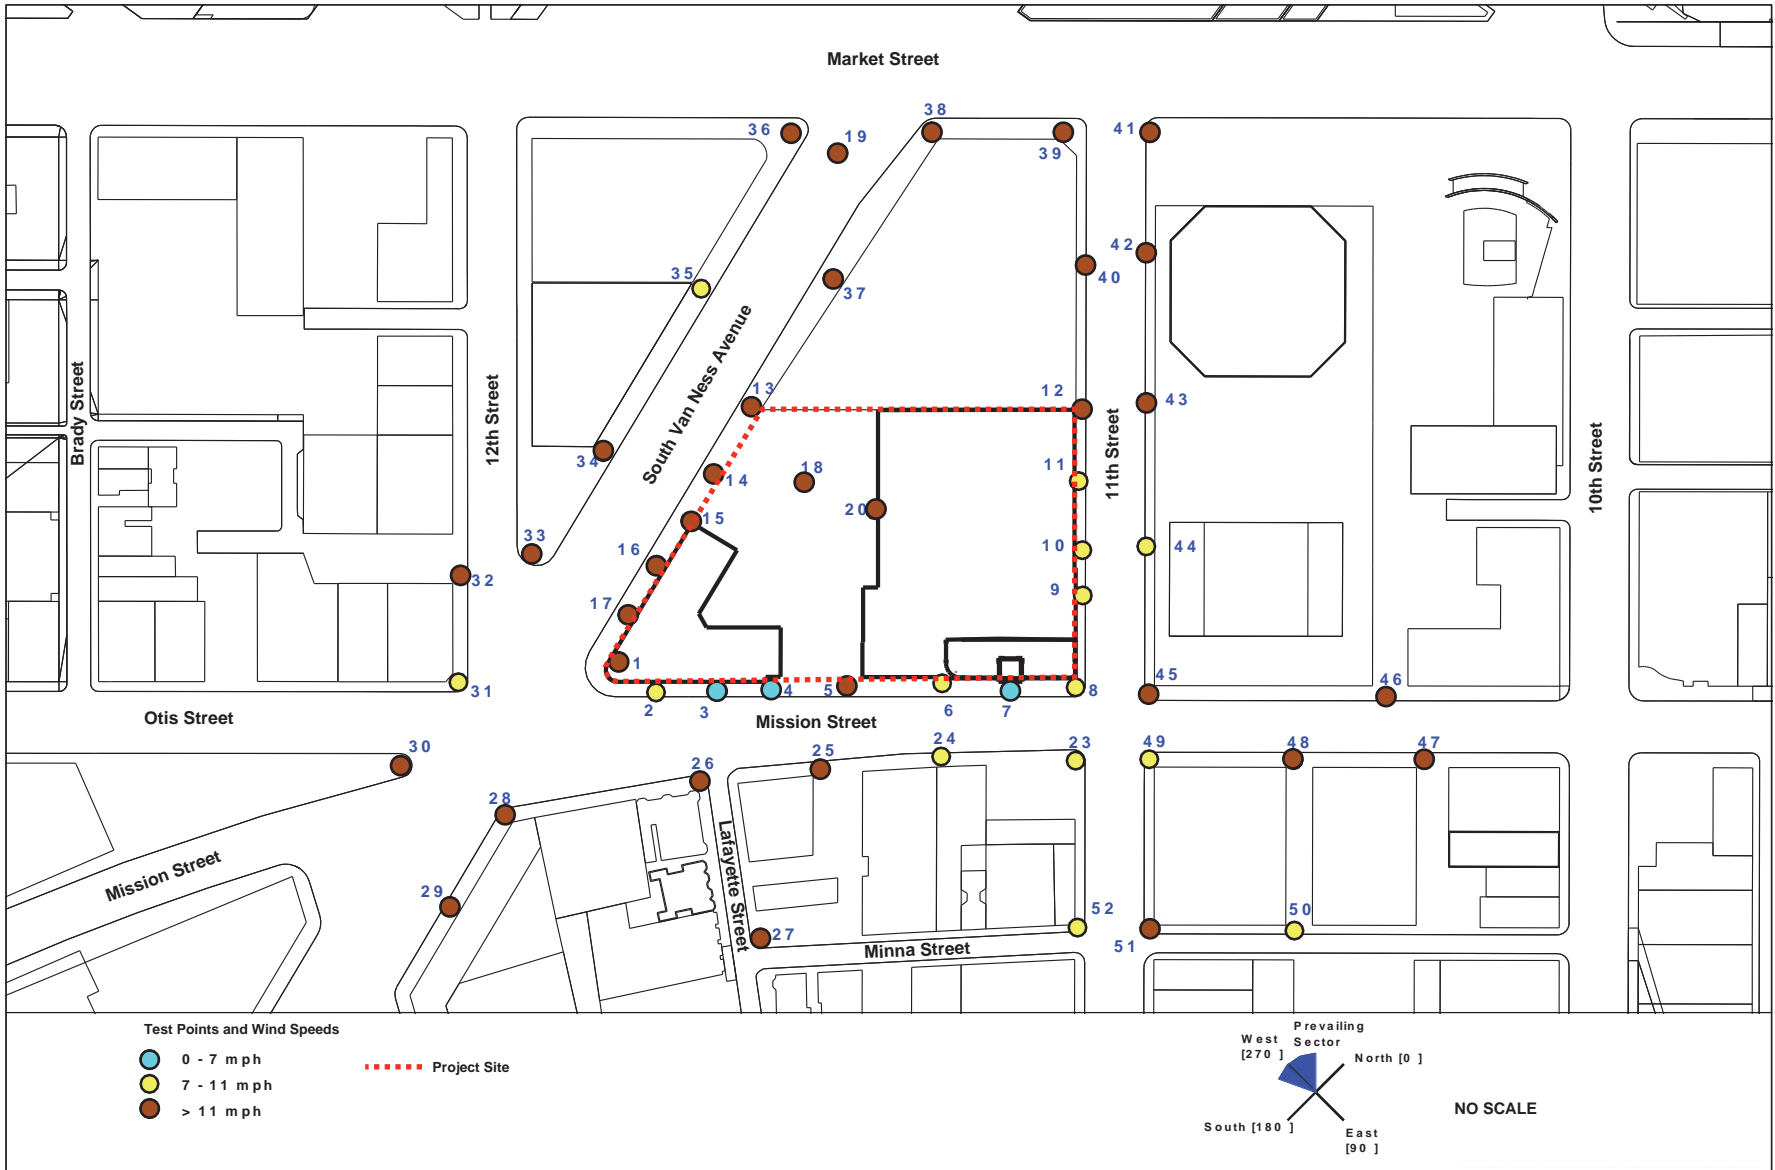 Market Street
38
36
19
41
39
42
40
35
37
Brady Street
12th Street
South Van Ness Avenue
13
12
43
11th Street
10th Street
34
14
18
11
15
20
33
16
10
44
32
9
17
1
31
2
3
4
5
6
7
8
45
46
Otis Street
Mission Street
30
26
25
24
23
49
48
47
28
Mission Street
Lafayette Street
29
27
52
51
50
Minna Street
Test Points and Wind Speeds
0 - 7 mph
7 - 11 mph
> 11 mph
Project Site
Prevailing
Sector
West
[270 ]
North [0 ]
South [180 ]
East
[90 ]
NO SCALE